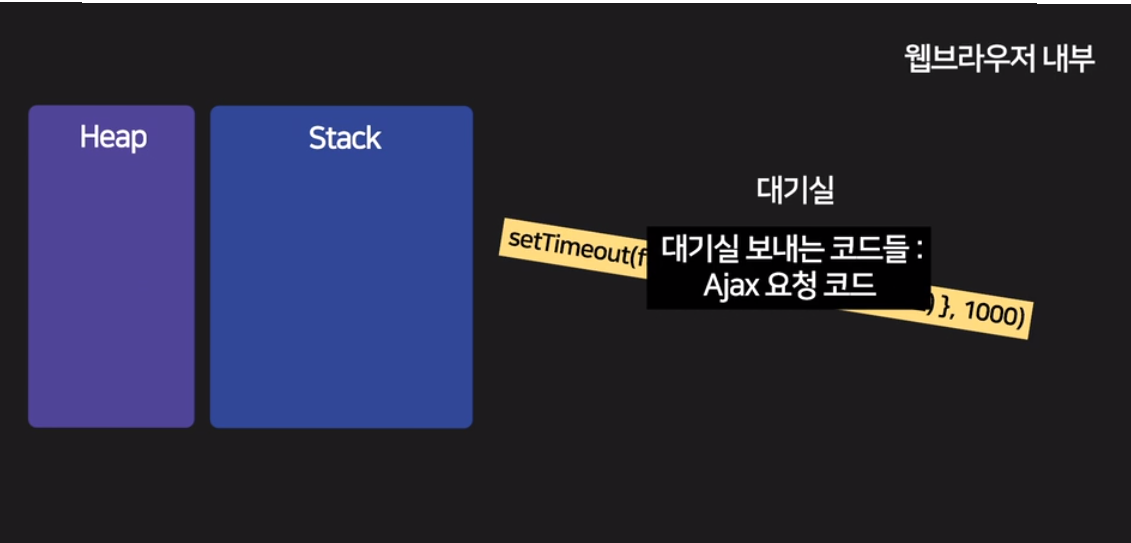 웹브라우저 내부
Heap
Stack
대기실
setTimeout(f
대기실 보내는 코드들 :
Ajax 요청 코드
) }, 1000)